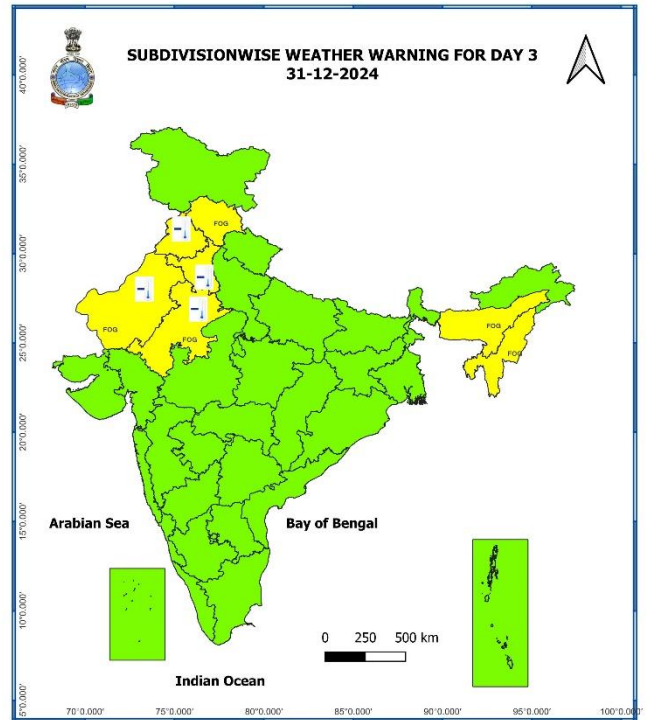 SUBDIVISIONWISE WEATHER WARNING FOR DAY 3
31-12-2024
40°0.000'
35°0.000'
30°0.000'
25°0.000'
20°0.000'
15°0.000'
10°0.000'
5°0.000'
FOG
FOG
FOG
FOG
FOG
Arabian Sea
Bay of Bengal
0 250 500 km
Indian Ocean
70°0.000' 75°0.000' 80°0.000' 85°0.000' 90°0.000' 95°0.000' 100°0.000'